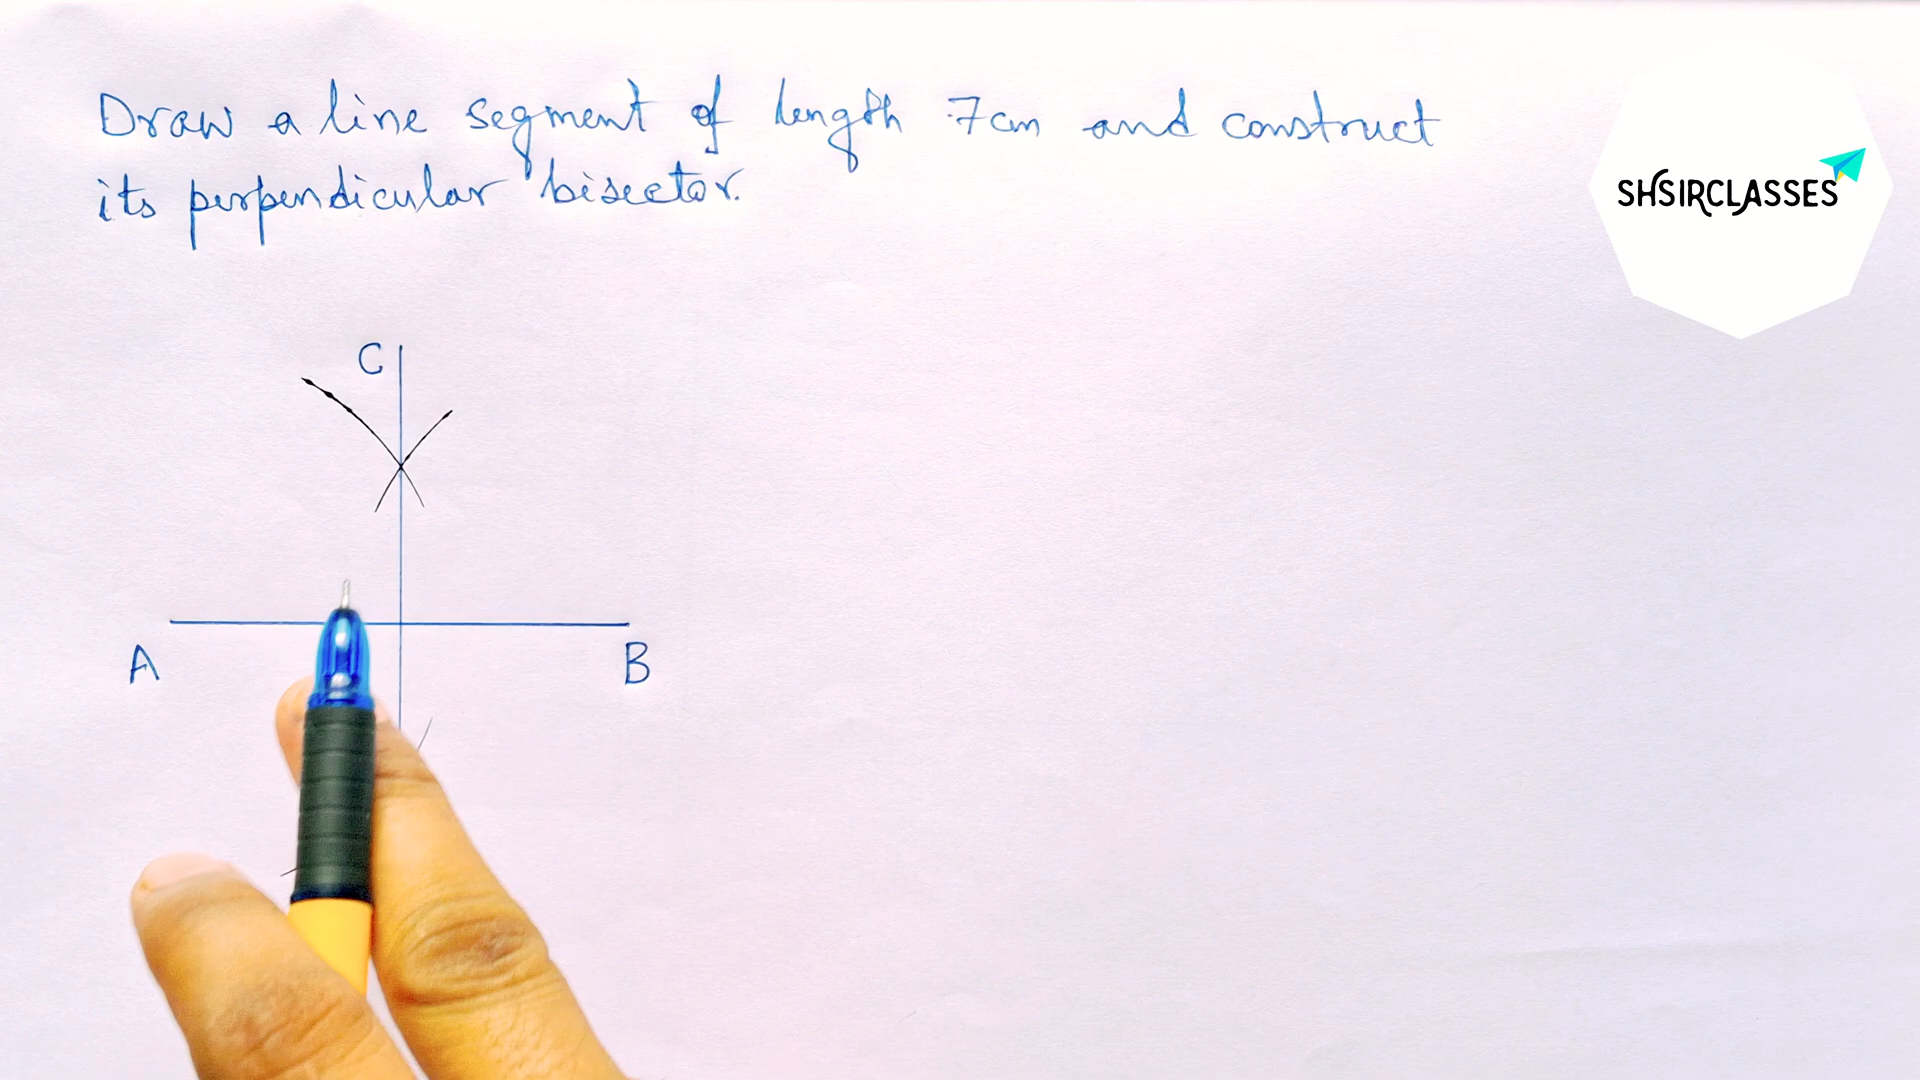 Draw a line segment of length 7cm and construct
its perpendicular bisector.
SHSIRCLASSES
C
A
B